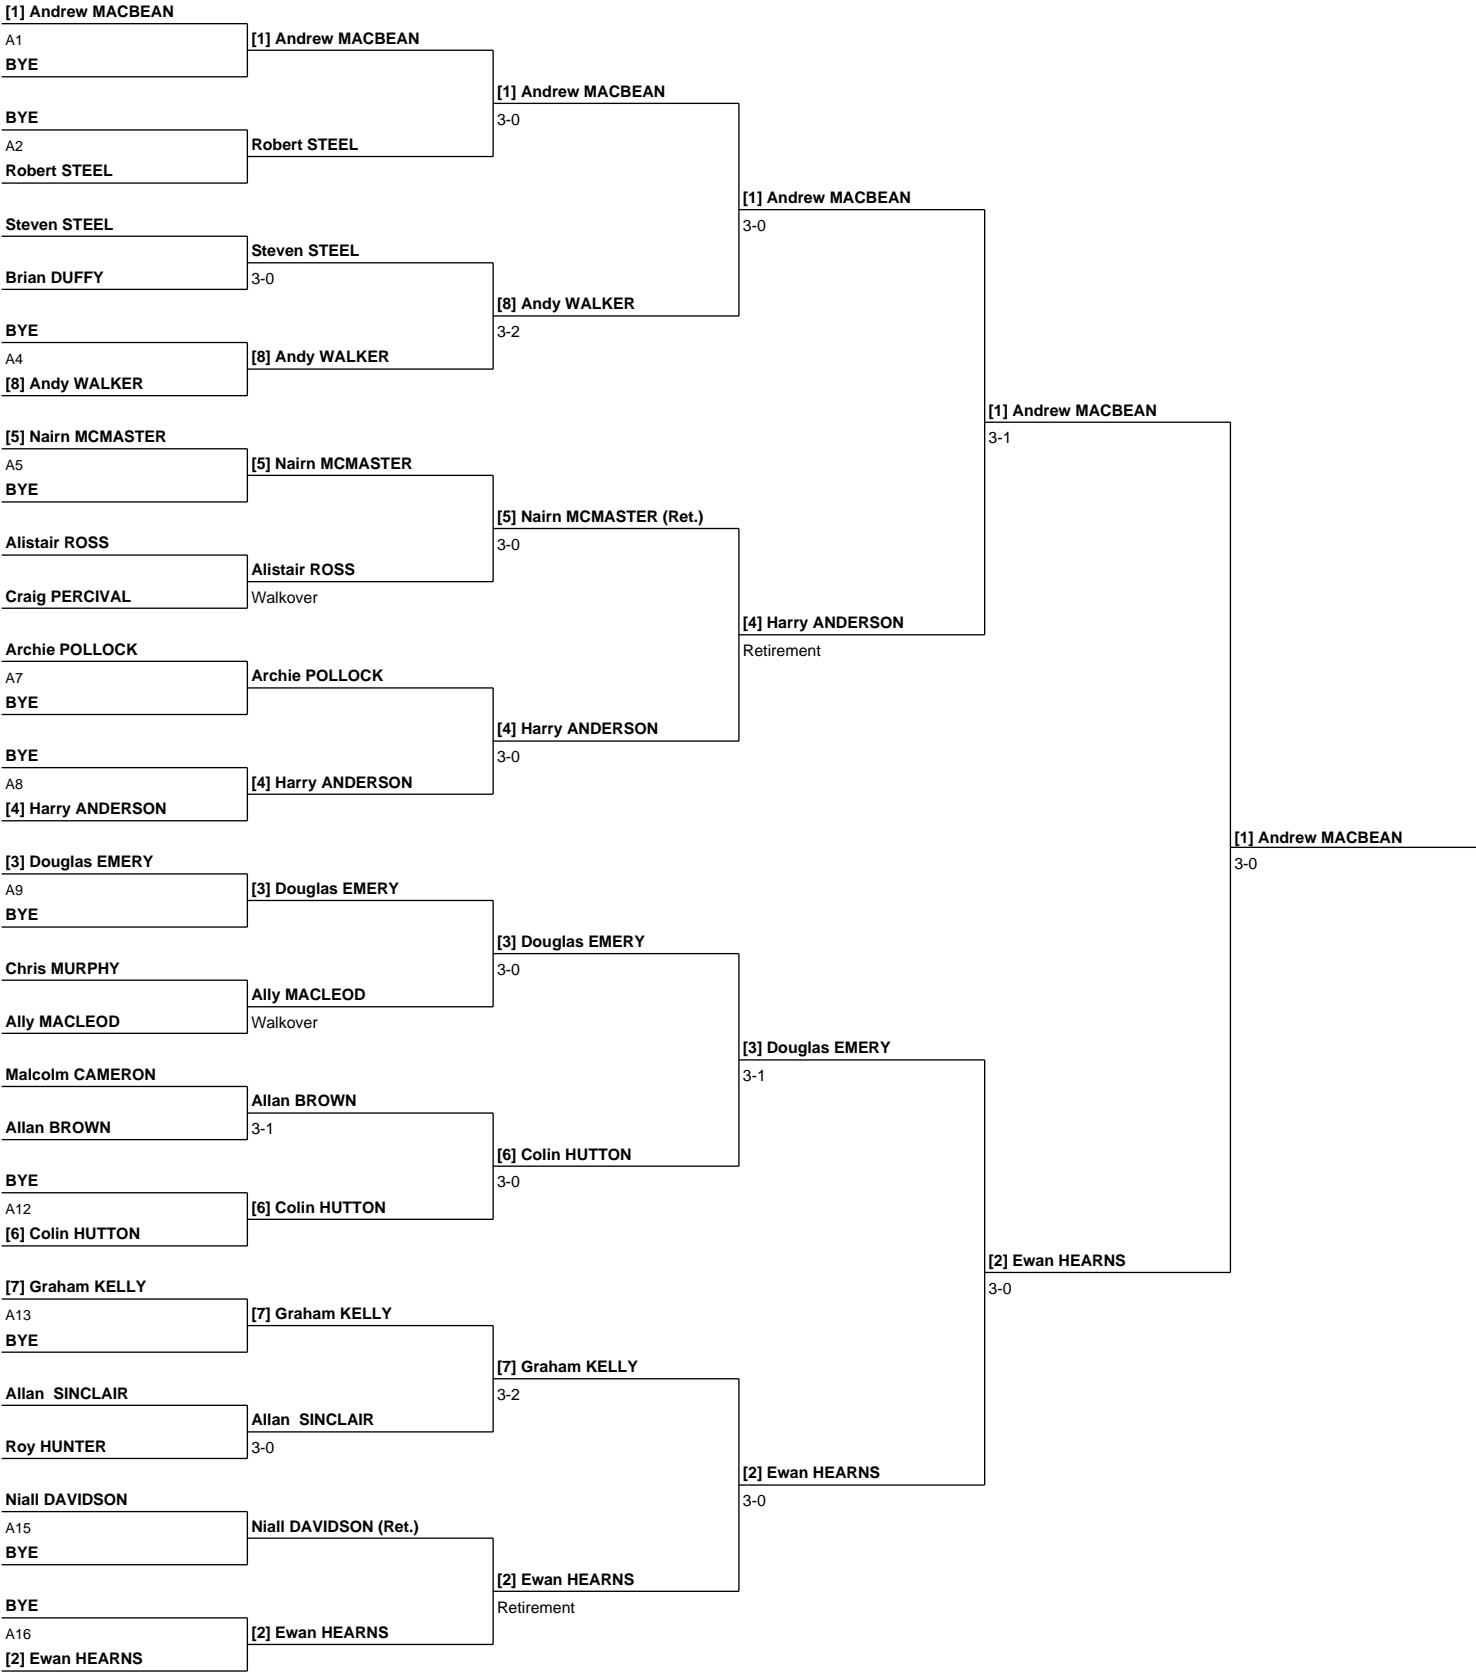 [1] Andrew MACBEAN
A1
BYE
BYE
A2
Robert STEEL
Steven STEEL
Brian DUFFY
BYE
A4
[8] Andy WALKER
[5] Nairn MCMASTER
A5
BYE
Alistair ROSS
Craig PERCIVAL
Archie POLLOCK
A7
BYE
BYE
A8
[4] Harry ANDERSON
[3] Douglas EMERY
A9
BYE
Chris MURPHY
Ally MACLEOD
Malcolm CAMERON
Allan BROWN
BYE
A12
[6] Colin HUTTON
[7] Graham KELLY
A13
BYE
Allan  SINCLAIR
Roy HUNTER
Niall DAVIDSON
A15
BYE
BYE
A16
[2] Ewan HEARNS
[1] Andrew MACBEAN
Robert STEEL
Steven STEEL
3-0
[8] Andy WALKER
[5] Nairn MCMASTER
Alistair ROSS
Walkover
Archie POLLOCK
[4] Harry ANDERSON
[3] Douglas EMERY
Ally MACLEOD
Walkover
Allan BROWN
3-1
[6] Colin HUTTON
[7] Graham KELLY
Allan  SINCLAIR
3-0
Niall DAVIDSON (Ret.)
[2] Ewan HEARNS
[1] Andrew MACBEAN
3-0
[8] Andy WALKER
3-2
[5] Nairn MCMASTER (Ret.)
3-0
[4] Harry ANDERSON
3-0
[3] Douglas EMERY
3-0
[6] Colin HUTTON
3-0
[7] Graham KELLY
3-2
[2] Ewan HEARNS
Retirement
[1] Andrew MACBEAN
3-0
[4] Harry ANDERSON
Retirement
[3] Douglas EMERY
3-1
[2] Ewan HEARNS
3-0
[1] Andrew MACBEAN
3-1
[2] Ewan HEARNS
3-0
[1] Andrew MACBEAN
3-0